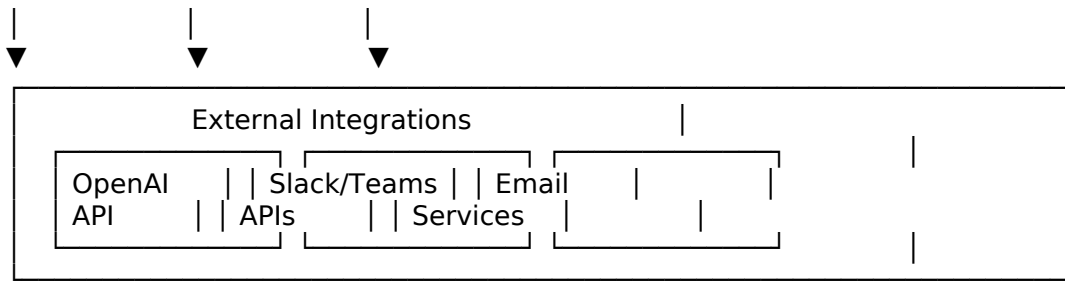 External Integrations
OpenAI Slack/Teams Email
API APIs Services